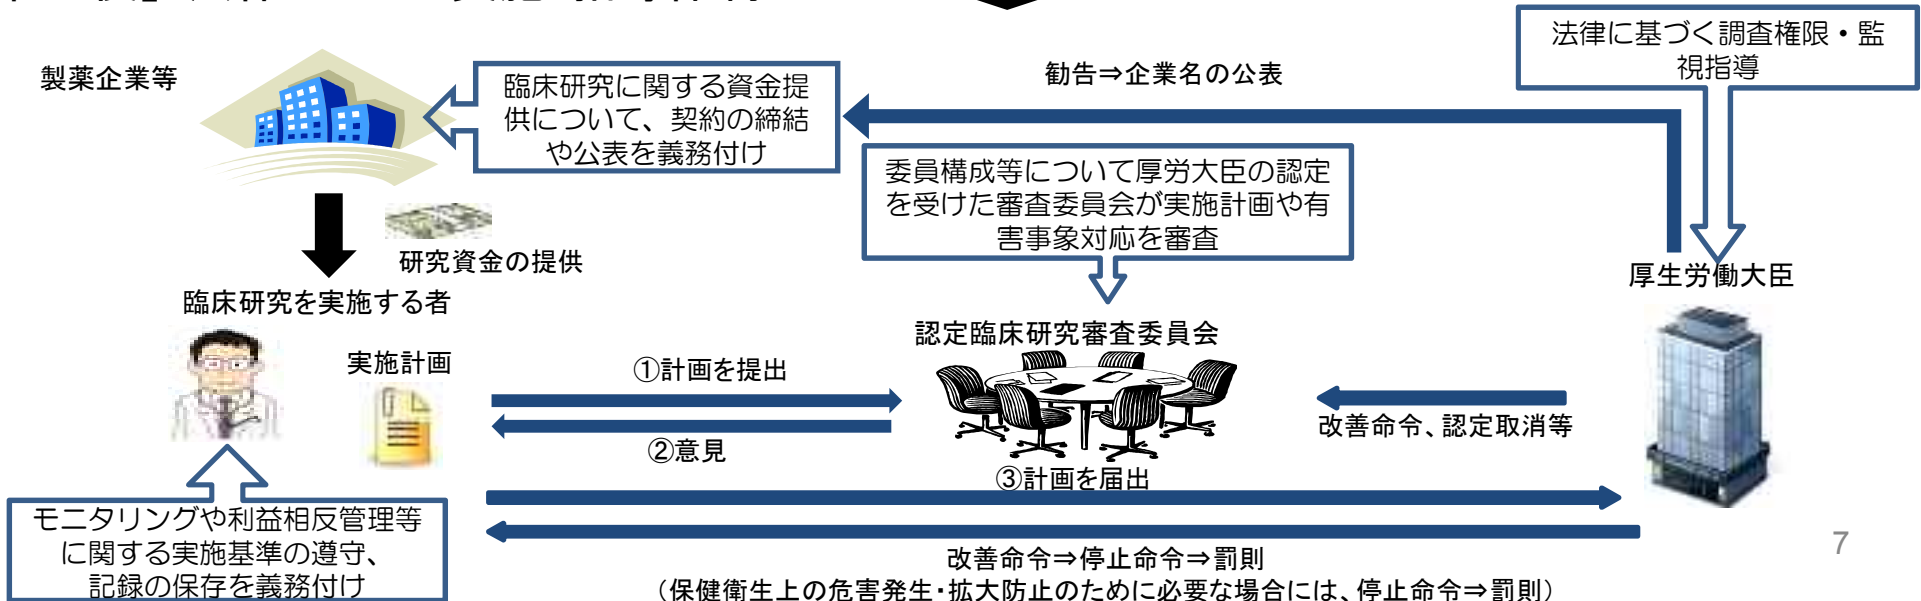 製薬企業等
臨床研究に関する資金提
供について、契約の締結
や公表を義務付け
勧告⇒企業名の公表
法律に基づく調査権限・監
視指導
委員構成等について厚労大臣の認定
を受けた審査委員会が実施計画や有
害事象対応を審査
研究資金の提供
臨床研究を実施する者
厚生労働大臣
認定臨床研究審査委員会
実施計画
①計画を提出
②意見
改善命令、認定取消等
③計画を届出
モニタリングや利益相反管理等
に関する実施基準の遵守、
記録の保存を義務付け
改善命令⇒停止命令⇒罰則
（保健衛生上の危害発生・拡大防止のために必要な場合には、停止命令⇒罰則）
7